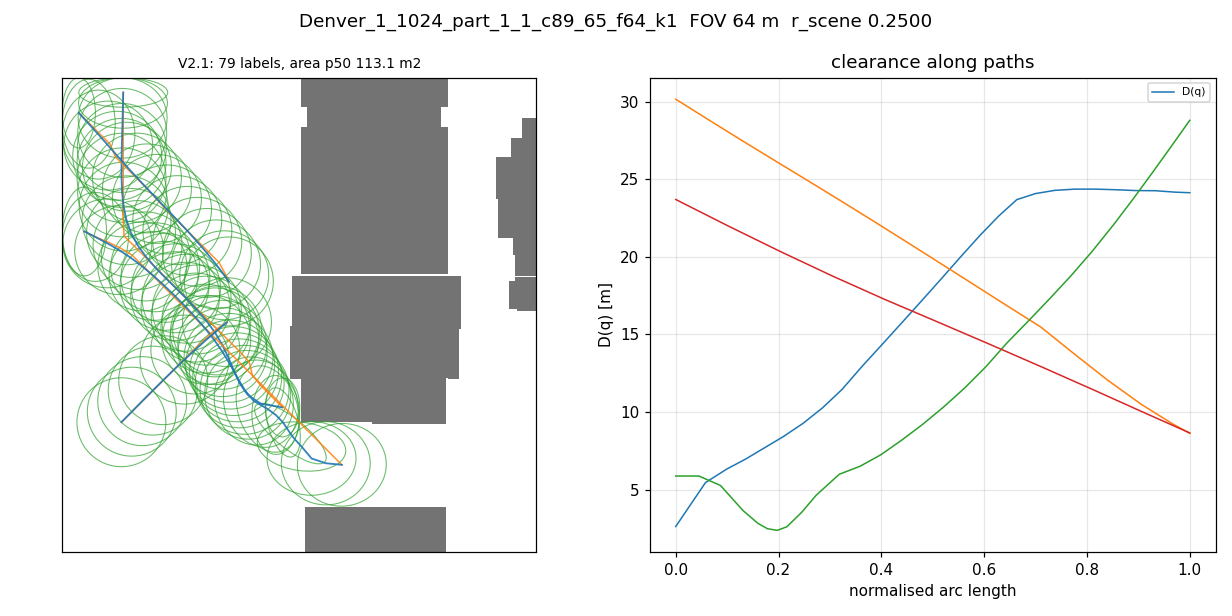 Denver_1_1024_part_1_1_c89_65_f64_k1 FOV 64 m r_scene 0.2500
V2.1: 79 labels, area p50 113.1 m2
clearance along paths
D(q)
D(q) [m]
30
25
20
15
10
5
0.0 0.2 0.4 0.6 0.8 1.0
normalised arc length